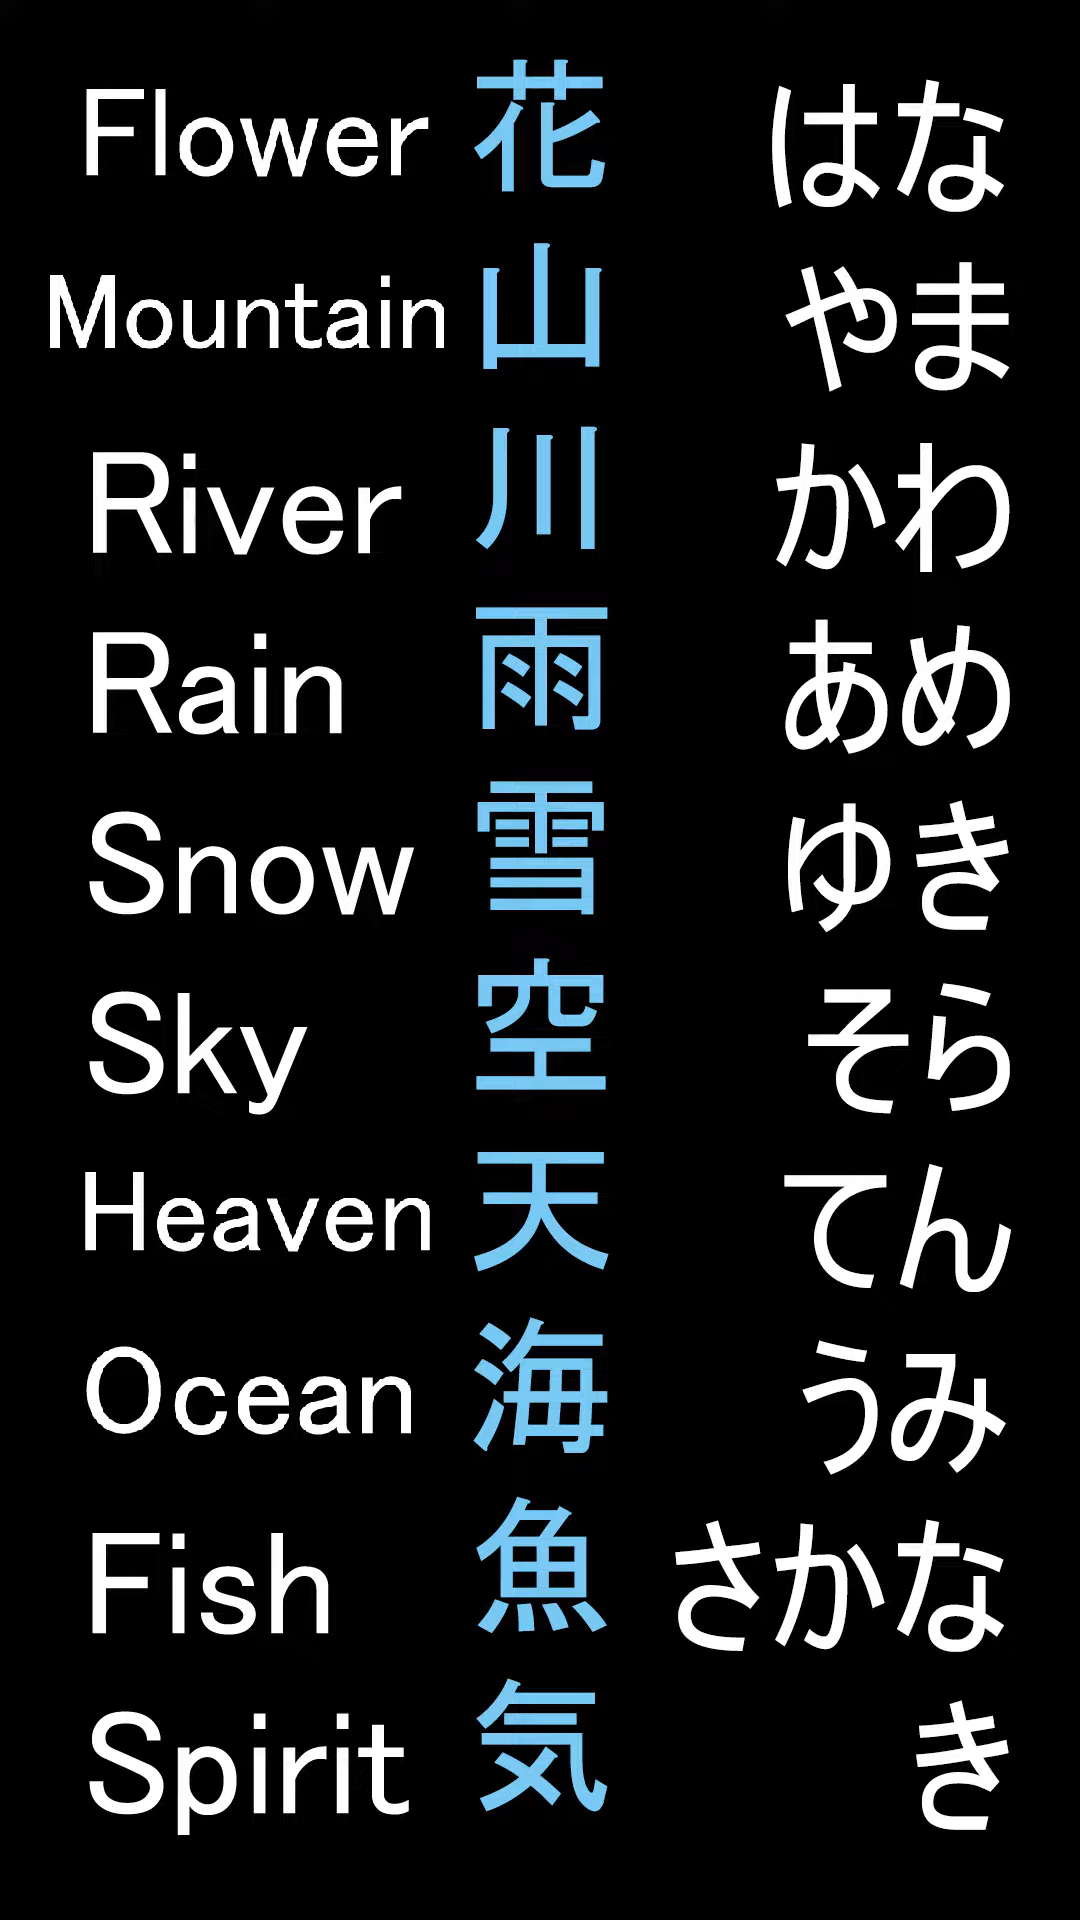 Flower 花 はな
Mountain 山 やま
River 川 かわ
Rain 雨 あめ
Snow 雪 ゆき
Sky 空 そら
Heaven 天 てん
Ocean 海 うみ
Fish 魚 さかな
Spirit 気 き